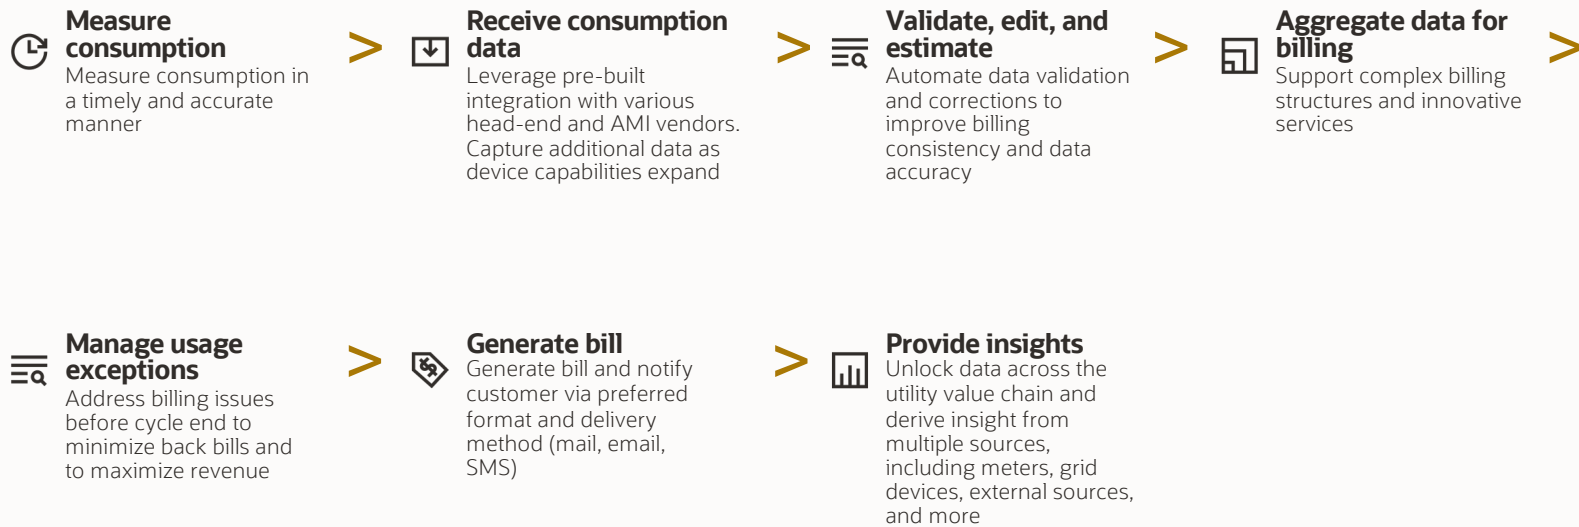 Measure
consumption
Measure consumption in
a timely and accurate
manner
>
Receive consumption
data
Leverage pre-built
integration with various
head-end and AMI vendors.
Capture additional data as
device capabilities expand
>
Validate, edit, and
estimate
Automate data validation
and corrections to
improve billing
consistency and data
accuracy
>
Aggregate data for
billing
Support complex billing
structures and innovative
services
>
Manage usage
exceptions
Address billing issues
before cycle end to
minimize back bills and
to maximize revenue
>
Generate bill
Generate bill and notify
customer via preferred
format and delivery
method (mail, email,
SMS)
>
Provide insights
Unlock data across the
utility value chain and
derive insight from
multiple sources,
including meters, grid
devices, external sources,
and more